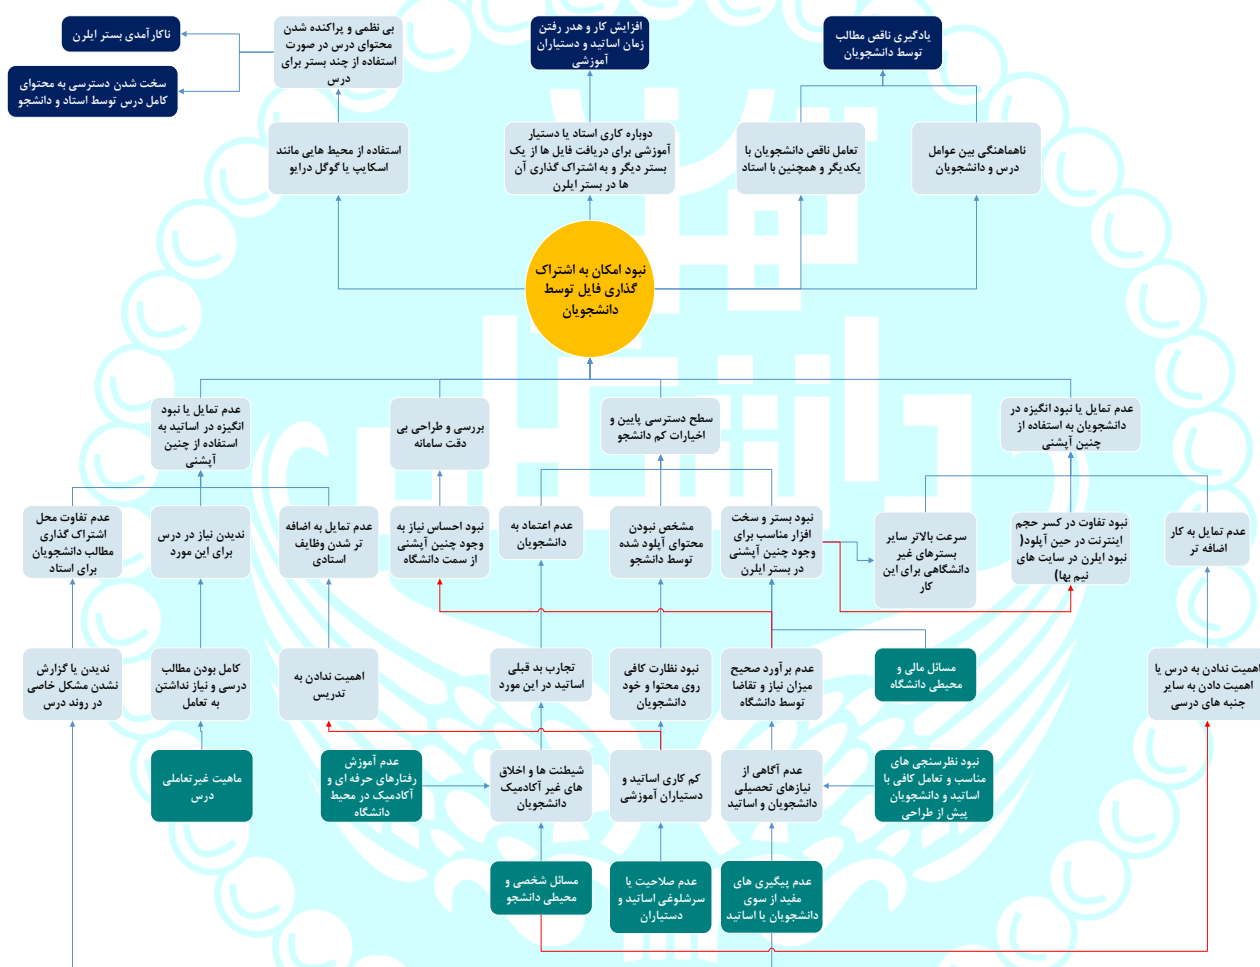 ناکارآمدی بستر ایلرن
سخت شدن دسترسی به محتوای
کامل درس توسط استاد و دانشجو
بی نظمی و پراکنده شدن
محتوای درس در صورت
استفاده از چند بستر برای
درس
افزایش کار و هدر رفتن
زمان اساتید و دستیاران
آموزشی
یادگیری ناقص مطالب
توسط دانشجویان
استفاده از محیط هایی مانند
اسکایپ یا گوگل درایو
دوباره کاری استاد یا دستیار
آموزشی برای دریافت فایل ها از یک
بستر دیگر و به اشتراک گذاری آن
ها در بستر ایلرن
تعامل ناقص دانشجویان با
یکدیگر و همچنین با استاد
ناهماهنگی بین عوامل
درس و دانشجویان
نبود امکان به اشتراک
گذاری فایل توسط
دانشجویان
عدم تمایل یا نبود
انگیزه در اساتید به
استفاده از چنین
آپشنی
بررسی و طراحی بی
دقت سامانه
سطح دسترسی پایین و
اخیارات کم دانشجو
عدم تمایل یا نبود انگیزه در
دانشجویان به استفاده از
چنین آپشنی
عدم تفاوت محل
اشتراک گذاری
مطالب دانشجویان
برای استاد
ندیدن نیاز در درس
برای این مورد
عدم تمایل به اضافه
تر شدن وظایف
استادی
نبود احساس نیاز به
وجود چنین آپشنی
از سمت دانشگاه
عدم اعتماد به
دانشجویان
مشخص نبودن
محتوای آپلود شده
توسط دانشجو
نبود بستر و سخت
افزار مناسب برای
وجود چنین آپشنی
در بستر ایلرن
سرعت بالاتر سایر
بسترهای غیر
دانشگاهی برای این
کار
نبود تفاوت در کسر حجم
اینترنت در حین آپلود(
نبود ایلرن در سایت های
نیم بها)
عدم تمایل به کار
اضافه تر
ندیدن یا گزارش
نشدن مشکل خاصی
در روند درس
کامل بودن مطالب
درسی و نیاز نداشتن
به تعامل
اهمیت ندادن به
تدریس
تجارب بد قبلی
اساتید در این مورد
نبود نظارت کافی
روی محتوا و خود
دانشجویان
عدم برآورد صحیح
میزان نیاز و تقاضا
توسط دانشگاه
مسائل مالی و
محیطی دانشگاه
اهمیت ندادن به درس یا
اهمیت دادن به سایر
جنبه های درسی
ماهیت غیرتعاملی
درس
عدم آموزش
رفتارهای حرفه ای و
آکادمیک در محیط
دانشگاه
شیطنت ها و اخلاق
های غیر آکادمیک
دانشجویان
کم کاری اساتید و
دستیاران آموزشی
عدم آگاهی از
نیازهای تحصیلی
دانشجویان و اساتید
نبود نظرسنجی های
مناسب و تعامل کافی با
اساتید و دانشجویان
پیش از طراحی
مسائل شخصی و
محیطی دانشجو
عدم صلاحیت یا
سرشلوغی اساتید و
دستیاران
عدم پیگیری های
مفید از سوی
دانشجویان یا اساتید